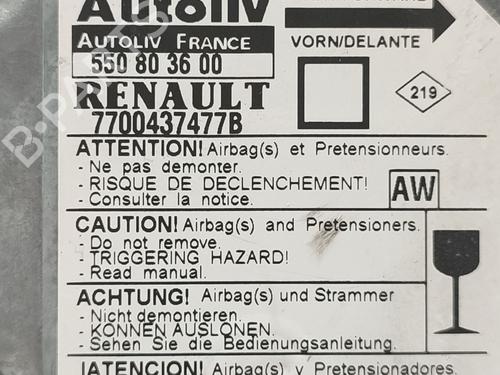 Autoliv
AUTOLIV FRANCE
VORN/DELANTE
550 80 36 00
RENAULT
219
7700437477B
ATTENTION! Airbag(s) et Pretensionneurs.
- Ne pas demonter.
- RISQUE DE DECLENCHEMENT!
- Consulter la notice.
AW
CAUTION! Airbag(s) and Pretensioners.
- Do not remove.
- TRIGGERING HAZARD!
- Read manual.
ACHTUNG! Airbag(s) und Strammer
- Nicht demontieren.
- KONNEN AUSLONEN.
- Sehen Sie die Bedienungsanleitung.
¡ATENCION! Airbag(s) y Pretensionadores.
B-PARTS